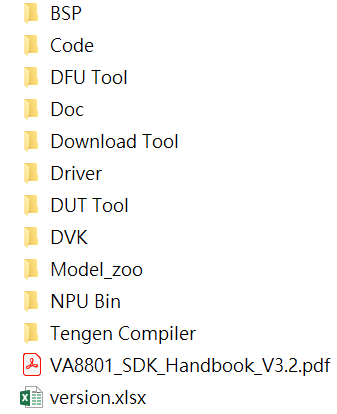 BSP
Code
DFU Tool
Doc
Download Tool
Driver
DUT Tool
DVK
Model_zoo
NPU Bin
Tengen Compiler
VA8801_SDK_Handbook_V3.2.pdf
version.xlsx